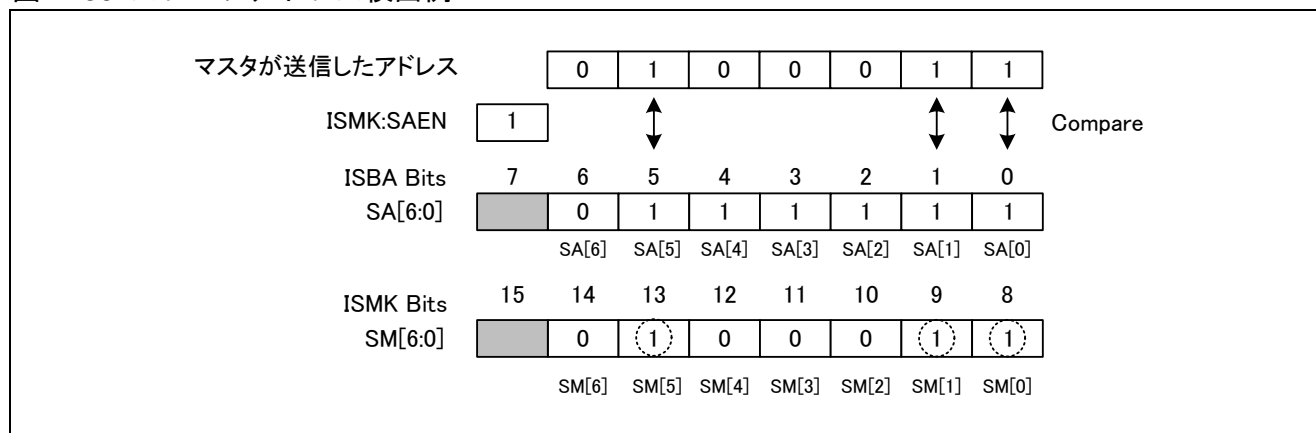 マスタが送信したアドレス 0 1 0 0 0 1 1
ISMK:SAEN 1 Compare
ISBA Bits 7 6 5 4 3 2 1 0
SA[6:0] 0 1 1 1 1 1 1
SA[6] SA[5] SA[4] SA[3] SA[2] SA[1] SA[0]
ISMK Bits 15 14 13 12 11 10 9 8
SM[6:0] 0 1 0 0 0 1 1
SM[6] SM[5] SM[4] SM[3] SM[2] SM[1] SM[0]